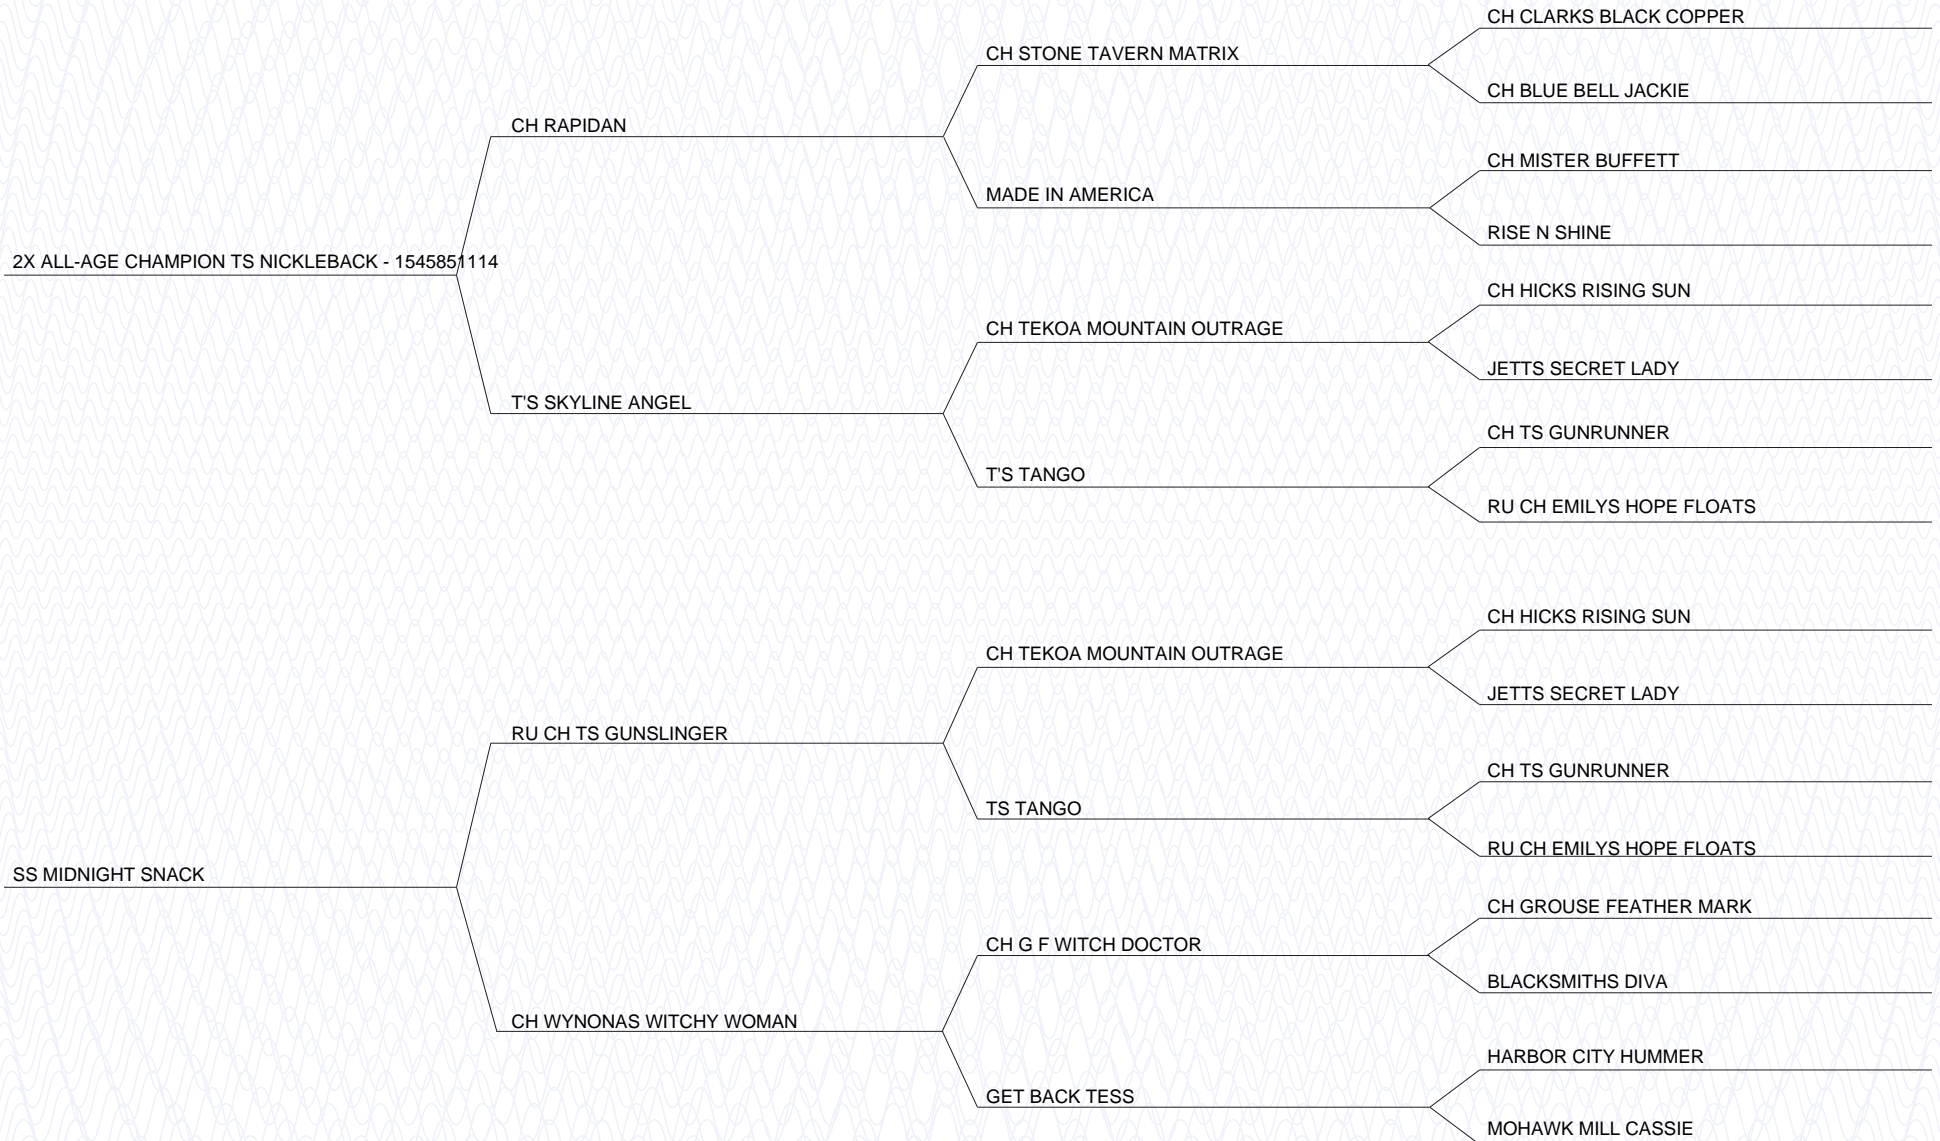 CH CLARKS BLACK COPPER
CH STONE TAVERN MATRIX
CH BLUE BELL JACKIE
CH RAPIDAN
CH MISTER BUFFETT
MADE IN AMERICA
RISE N SHINE
2X ALL-AGE CHAMPION TS NICKLEBACK - 1545851114
CH HICKS RISING SUN
CH TEKOA MOUNTAIN OUTRAGE
JETTS SECRET LADY
T'S SKYLINE ANGEL
CH TS GUNRUNNER
T'S TANGO
RU CH EMILYS HOPE FLOATS
CH HICKS RISING SUN
CH TEKOA MOUNTAIN OUTRAGE
JETTS SECRET LADY
RU CH TS GUNSLINGER
CH TS GUNRUNNER
TS TANGO
RU CH EMILYS HOPE FLOATS
SS MIDNIGHT SNACK
CH GROUSE FEATHER MARK
CH G F WITCH DOCTOR
BLACKSMITHS DIVA
CH WYNONAS WITCHY WOMAN
HARBOR CITY HUMMER
GET BACK TESS
MOHAWK MILL CASSIE